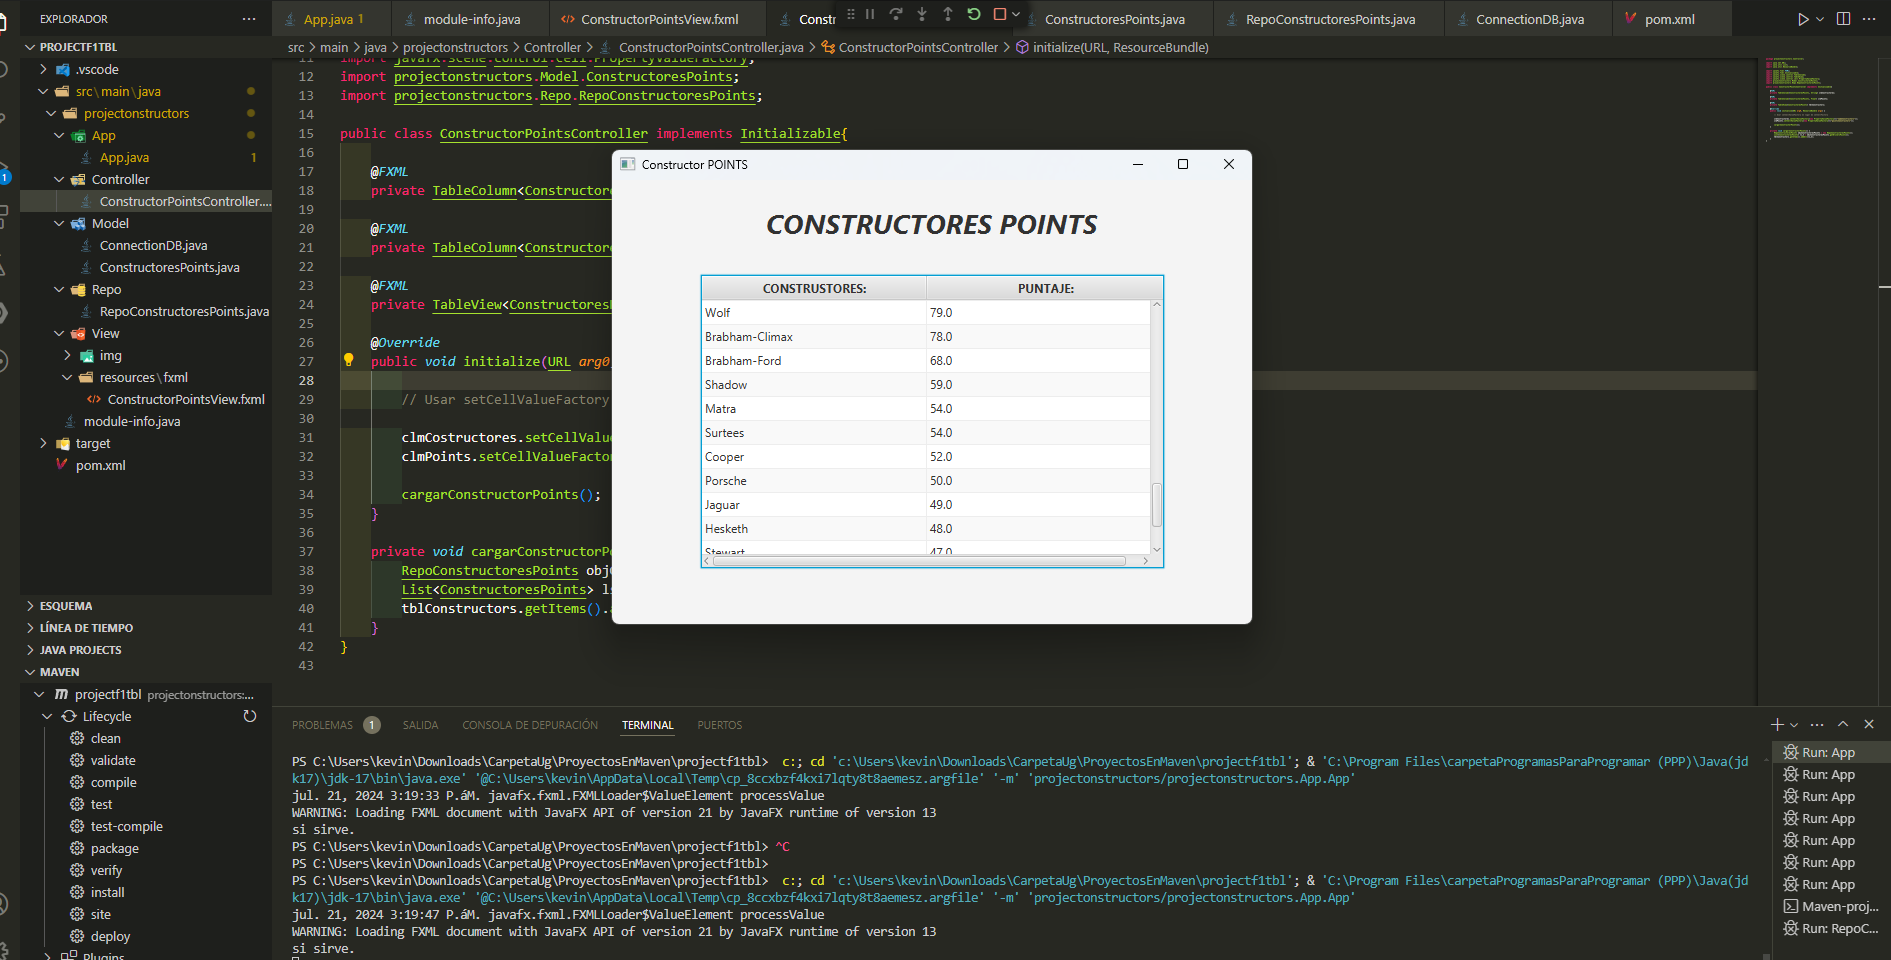 EXPLORADOR
PROJECTF1TBL
.vscode
src\main\java
projectonstructors
App
App.java 1
Controller
ConstructorPointsController....
Model
ConnectionDB.java
ConstructoresPoints.java
Repo
RepoConstructoresPoints.java
View
img
resources\fxml
ConstructorPointsView.fxml
module-info.java
target
pom.xml
ESQUEMA
LÍNEA DE TIEMPO
JAVA PROJECTS
MAVEN
projectf1tbl projectonstructors:...
Lifecycle
clean
validate
compile
test
test-compile
package
verify
install
site
deploy
Plugins
1
App.java 1
module-info.java
ConstructorPointsView.fxml
Constr
ConstructoresPoints.java
RepoConstructoresPoints.java
ConnectionDB.java
pom.xml
src > main > java > projectonstructors > Controller > ConstructorPointsController.java > ConstructorPointsController > initialize(URL, ResourceBundle)
11 import javafx.scene.control.cell.PropertyValueFactory;
12 import projectonstructors.Model.ConstructoresPoints;
13 import projectonstructors.Repo.RepoConstructoresPoints;
14
15 public class ConstructorPointsController implements Initializable{
16
17 @FXML
18 private TableColumn<Constructore
19
20 @FXML
21 private TableColumn<Constructore
22
23 @FXML
24 private TableView<Constructores
25
26 @Override
27 public void initialize(URL arg0
28
29 // Usar setCellValueFactory
30
31 clmCostructores.setCellValu
32 clmPoints.setCellValueFacto
33
34 cargarConstructorPoints();
35 }
36
37 private void cargarConstructorP
38 RepoConstructoresPoints obj
39 List<ConstructoresPoints> l
40 tblConstructors.getItems().
41 }
42 }
43
Constructor POINTS
CONSTRUCTORES POINTS
CONSTRUSTORES: PUNTAJE:
Wolf 79.0
Brabham-Climax 78.0
Brabham-Ford 68.0
Shadow 59.0
Matra 54.0
Surtees 54.0
Cooper 52.0
Porsche 50.0
Jaguar 49.0
Hesketh 48.0
Stewart 47.0
PROBLEMAS 1 SALIDA CONSOLA DE DEPURACIÓN TERMINAL PUERTOS
PS C:\Users\kevin\Downloads\CarpetaUg\ProyectosEnMaven\projectf1tbl> c:; cd 'c:\Users\kevin\Downloads\CarpetaUg\ProyectosEnMaven\projectf1tbl'; & 'C:\Program Files\carpetaProgramasParaProgramar (PPP)\Java(jd
k17)\jdk-17\bin\java.exe' '@C:\Users\kevin\AppData\Local\Temp\cp_8ccxbzf4kxi7lqty8t8aemesz.argfile' '-m' 'projectonstructors/projectonstructors.App.App'
jul. 21, 2024 3:19:33 P.áM. javafx.fxml.FXMLLoader$ValueElement processValue
WARNING: Loading FXML document with JavaFX API of version 21 by JavaFX runtime of version 13
si sirve.
PS C:\Users\kevin\Downloads\CarpetaUg\ProyectosEnMaven\projectf1tbl> ^C
PS C:\Users\kevin\Downloads\CarpetaUg\ProyectosEnMaven\projectf1tbl>
PS C:\Users\kevin\Downloads\CarpetaUg\ProyectosEnMaven\projectf1tbl> c:; cd 'c:\Users\kevin\Downloads\CarpetaUg\ProyectosEnMaven\projectf1tbl'; & 'C:\Program Files\carpetaProgramasParaProgramar (PPP)\Java(jd
k17)\jdk-17\bin\java.exe' '@C:\Users\kevin\AppData\Local\Temp\cp_8ccxbzf4kxi7lqty8t8aemesz.argfile' '-m' 'projectonstructors/projectonstructors.App.App'
jul. 21, 2024 3:19:47 P.áM. javafx.fxml.FXMLLoader$ValueElement processValue
WARNING: Loading FXML document with JavaFX API of version 21 by JavaFX runtime of version 13
si sirve.
Run: App
Run: App
Run: App
Run: App
Run: App
Run: App
Run: App
Maven-proj...
Run: RepoC...